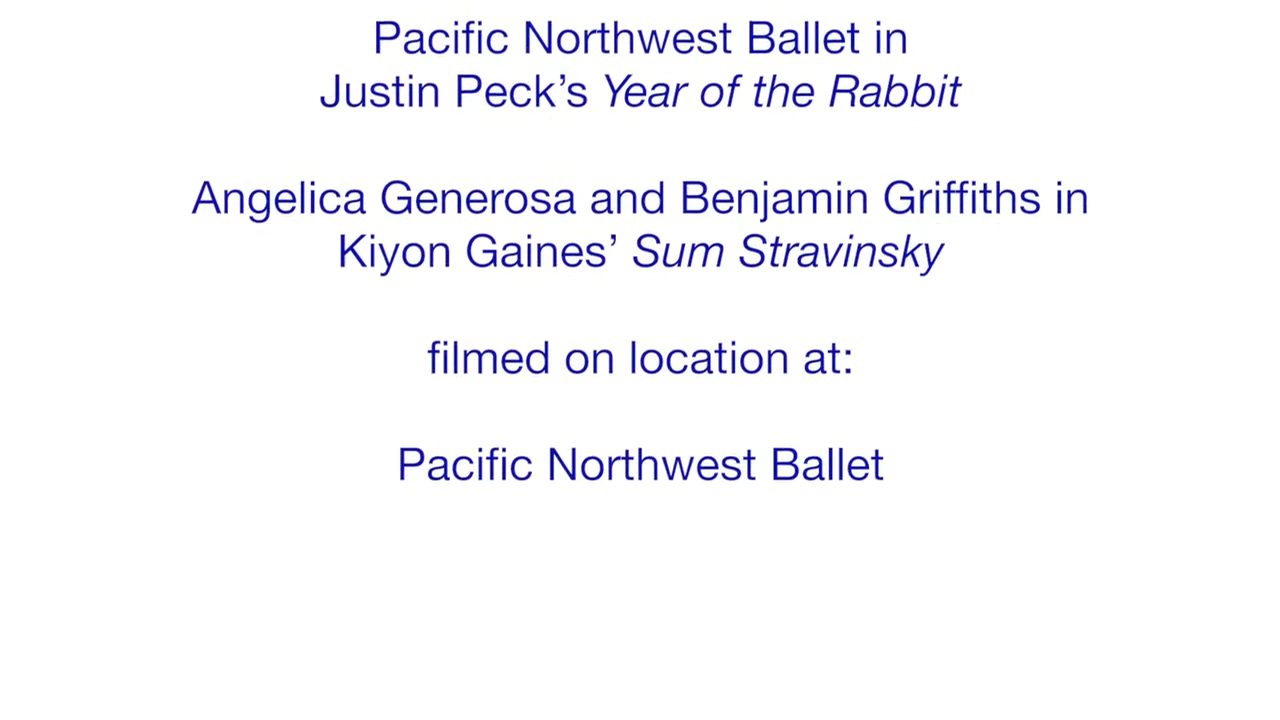 Pacific Northwest Ballet in
Justin Peck’s Year of the Rabbit
Angelica Generosa and Benjamin Griffiths in
Kiyon Gaines’ Sum Stravinsky
filmed on location at:
Pacific Northwest Ballet